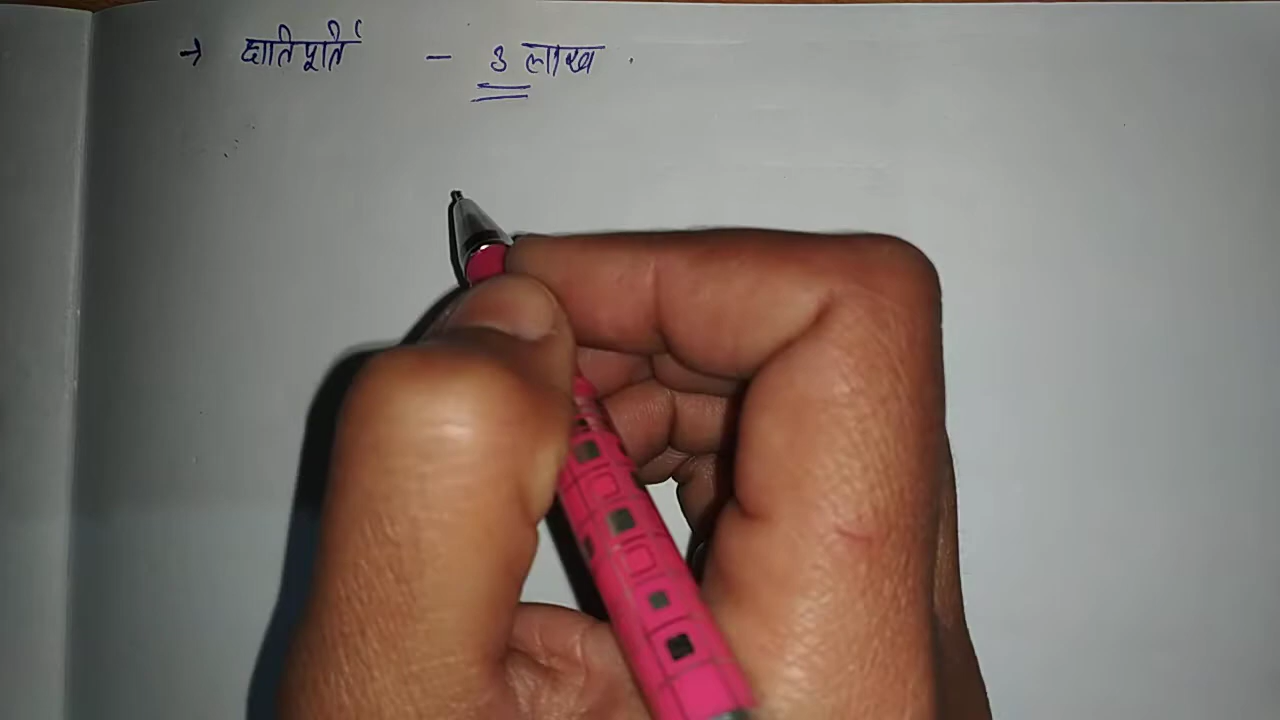 → क्षतिपूर्ति - 3 लाख .